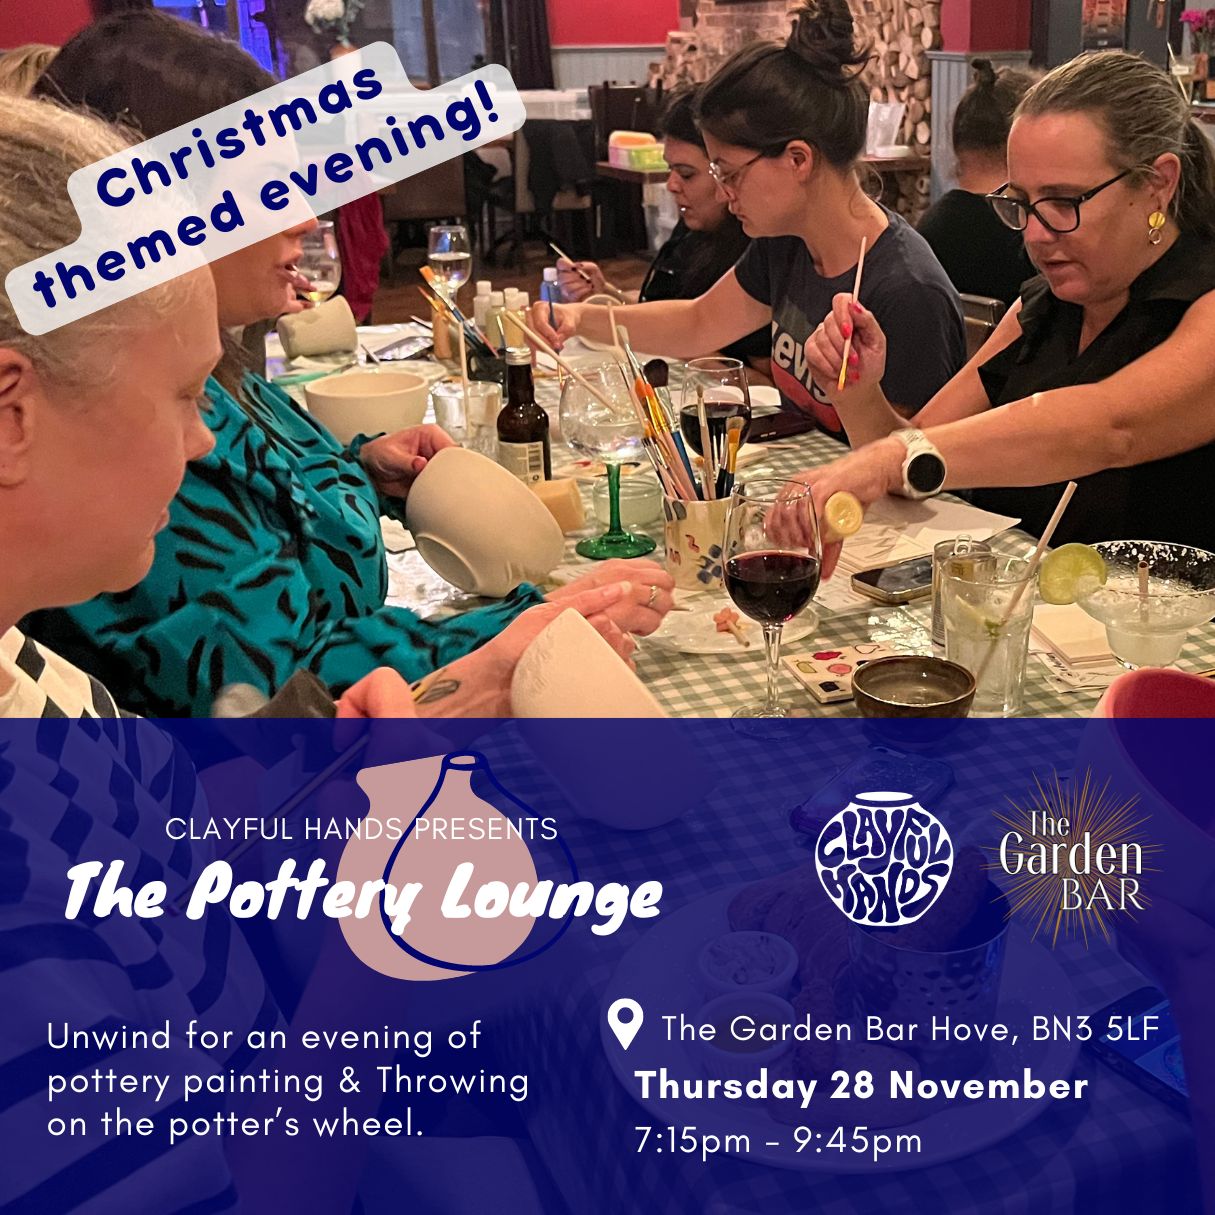 Christmas
themed evening!
Levi's
CLAYFUL HANDS PRESENTS
The Pottery Lounge
CLAYFUL
HANDS
The
Garden
BAR
Unwind for an evening of
pottery painting & Throwing
on the potter's wheel.
The Garden Bar Hove, BN3 5LF
Thursday 28 November
7:15pm – 9:45pm